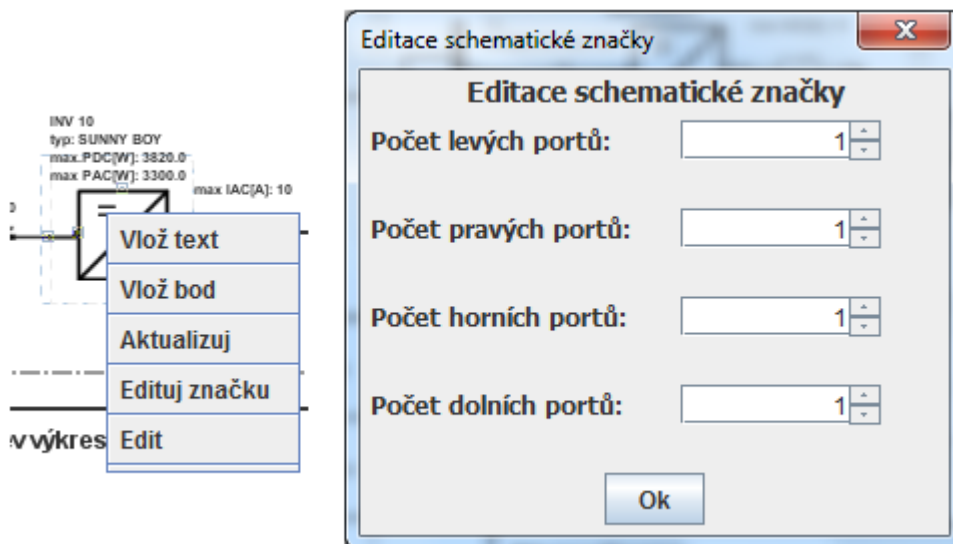 INV 10
typ: SUNNY BOY
max.PDC[W]: 3820.0
max PAC[W]: 3300.0
max IAC[A]: 10
Vlož text
Vlož bod
Aktualizuj
Edituj značku
výkres
Edit
Editace schematické značky
Editace schematické značky
Počet levých portů: 1
Počet pravých portů: 1
Počet horních portů: 1
Počet dolních portů: 1
Ok